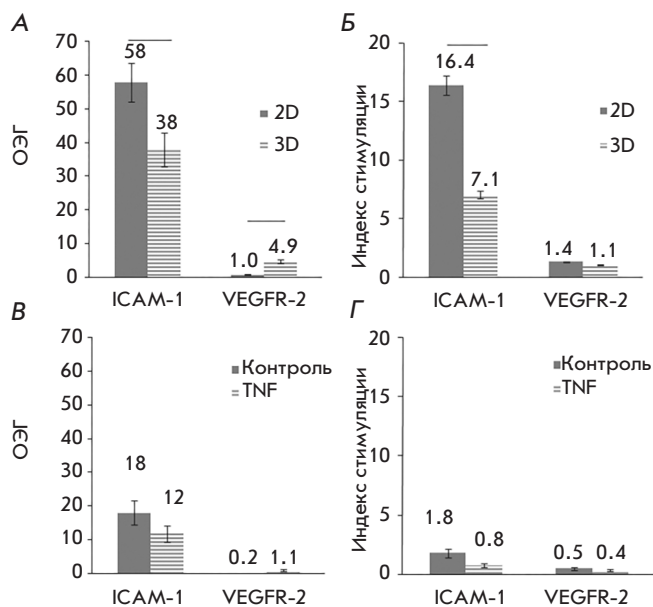 А
70
60
50
40
30
20
10
0
ОЭГ
58
38
1.0
4.9
2D
3D
ICAM-1 VEGFR-2
Б
20
15
10
5
0
Индекс стимуляции
16.4
7.1
1.4
1.1
2D
3D
ICAM-1 VEGFR-2
В
70
60
50
40
30
20
10
0
ОЭГ
18
12
0.2
1.1
Контроль
TNF
ICAM-1 VEGFR-2
Г
20
15
10
5
0
Индекс стимуляции
1.8
0.8
0.5
0.4
Контроль
TNF
ICAM-1 VEGFR-2